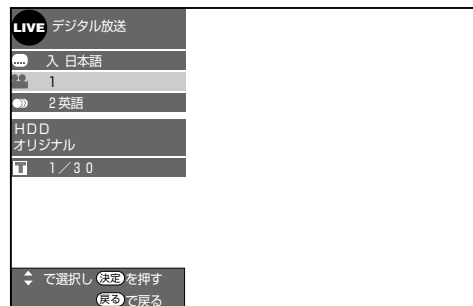 LIVE デジタル放送
入 日本語
1
2 英語
HDD
オリジナル
T 1／30
で選択し 決定 を押す
戻る で戻る